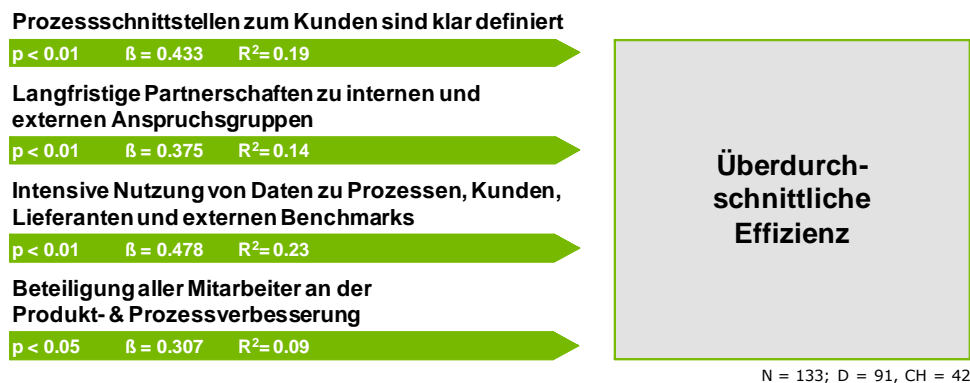 Prozessschnittstellen zum Kunden sind klar definiert
p < 0.01 ß = 0.433 R²= 0.19
Langfristige Partnerschaften zu internen und
externen Anspruchsgruppen
p < 0.01 ß = 0.375 R²= 0.14
Intensive Nutzung von Daten zu Prozessen, Kunden,
Lieferanten und externen Benchmarks
p < 0.01 ß = 0.478 R²= 0.23
Beteiligung aller Mitarbeiter an der
Produkt- & Prozessverbesserung
p < 0.05 ß = 0.307 R²= 0.09
Überdurch-
schnittliche
Effizienz
N = 133; D = 91, CH = 42